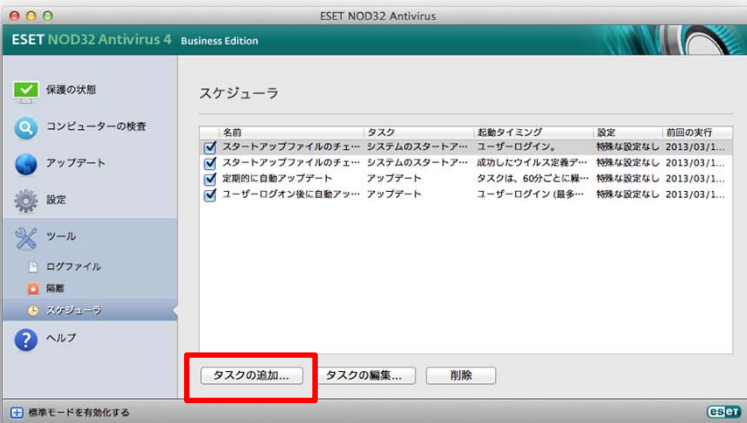 ESET NOD32 Antivirus
ESET NOD32 Antivirus 4 Business Edition
保護の状態
コンピューターの検査
アップデート
設定
ツール
ログファイル
隔離
スケジューラ
ヘルプ
スケジューラ
名前 タスク 起動タイミング 設定 前回の実行
スタートアップファイルのチェ… システムのスタートア… ユーザーログイン。 特殊な設定なし 2013/03/1...
スタートアップファイルのチェ… システムのスタートア… 成功したウイルス定義デ… 特殊な設定なし 2013/03/1...
定期的に自動アップデート アップデート タスクは、60分ごとに繰… 特殊な設定なし 2013/03/1...
ユーザーログオン後に自動アッ… アップデート ユーザーログイン (最多… 特殊な設定なし 2013/03/1...
タスクの追加... タスクの編集... 削除
標準モードを有効化する
eset